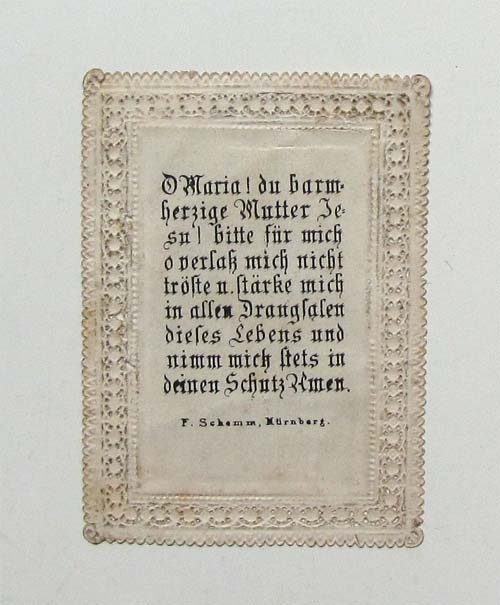 O Maria! du barm-
herzige Mutter Je-
su! bitte für mich
o verlaß mich nicht
tröste u. stärke mich
in allen Drangsalen
dieses Lebens und
nimm mich stets in
deinen Schutz Amen.
F. Schemm, Nürnberg.